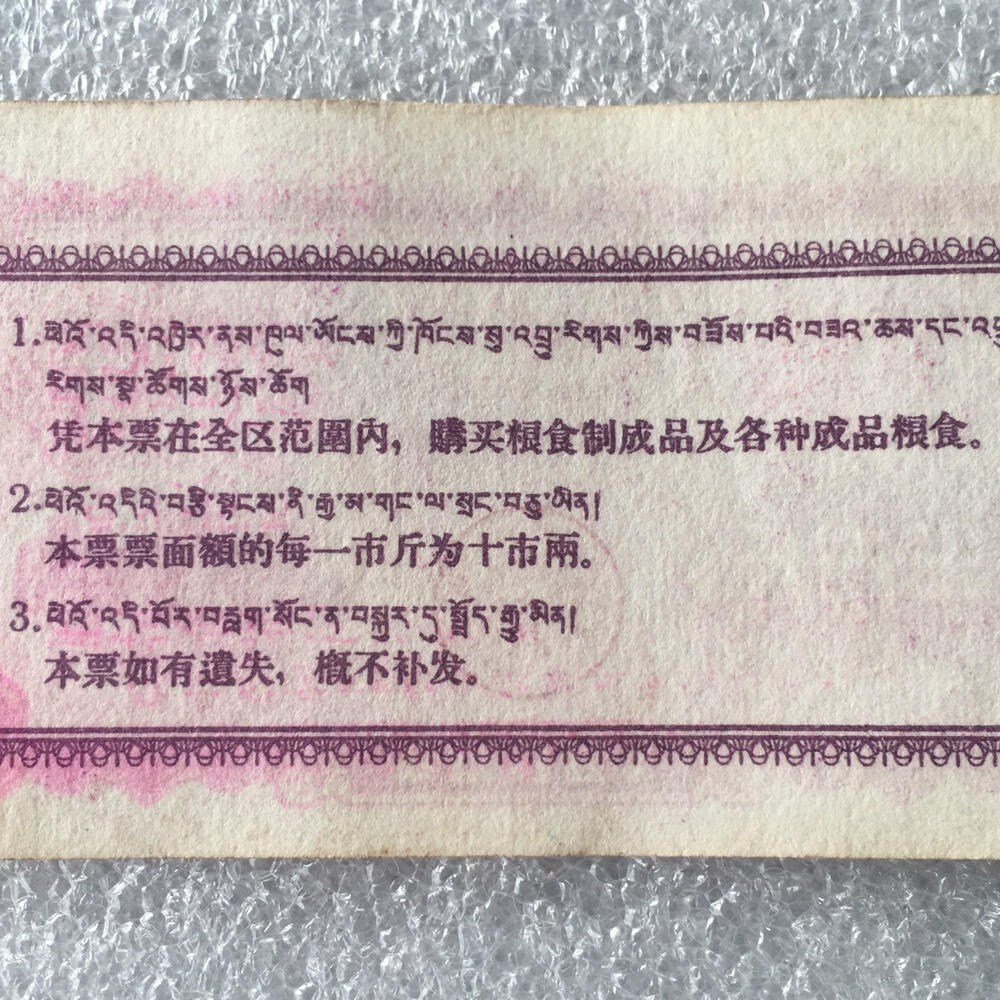 1.ཕེའོ་འདི་འཁྱེར་ནས་ཁུལ་ཨོངས་ཀྱི་ཁོངས་སུ་འབྲུ་རིགས་ཀྱིས་བཟོས་པའི་བཟའ་ཆས་དང་
རིགས་སྣ་ཚོགས་ཉོས་ཆོག
凭本票在全区范圍內，購买粮食制成品及各种成品粮食。
2.ཕེའོ་འདིའི་བརྩི་སྟངས་ནི་རྒྱ་མ་གང་ལ་སྲང་བཅུ་ཡིན།
本票票面額的每一市斤为十市兩。
3.ཕེའོ་འདི་བོར་བརླག་སོང་ན་བསྐྱར་དུ་སྤྲོད་རྒྱུ་མིན།
本票如有遺失，槪不补发。